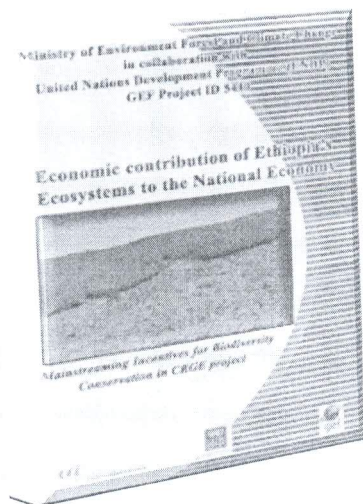 Ministry of Environment Forest and Climate Change
in collaboration with
United Nations Development Programme (UNDP)
GEF Project ID
Economic contribution of Ethiopia's
Ecosystems to the National Economy
Mainstreaming Incentives for Biodiversity
Conservation in CRGE project